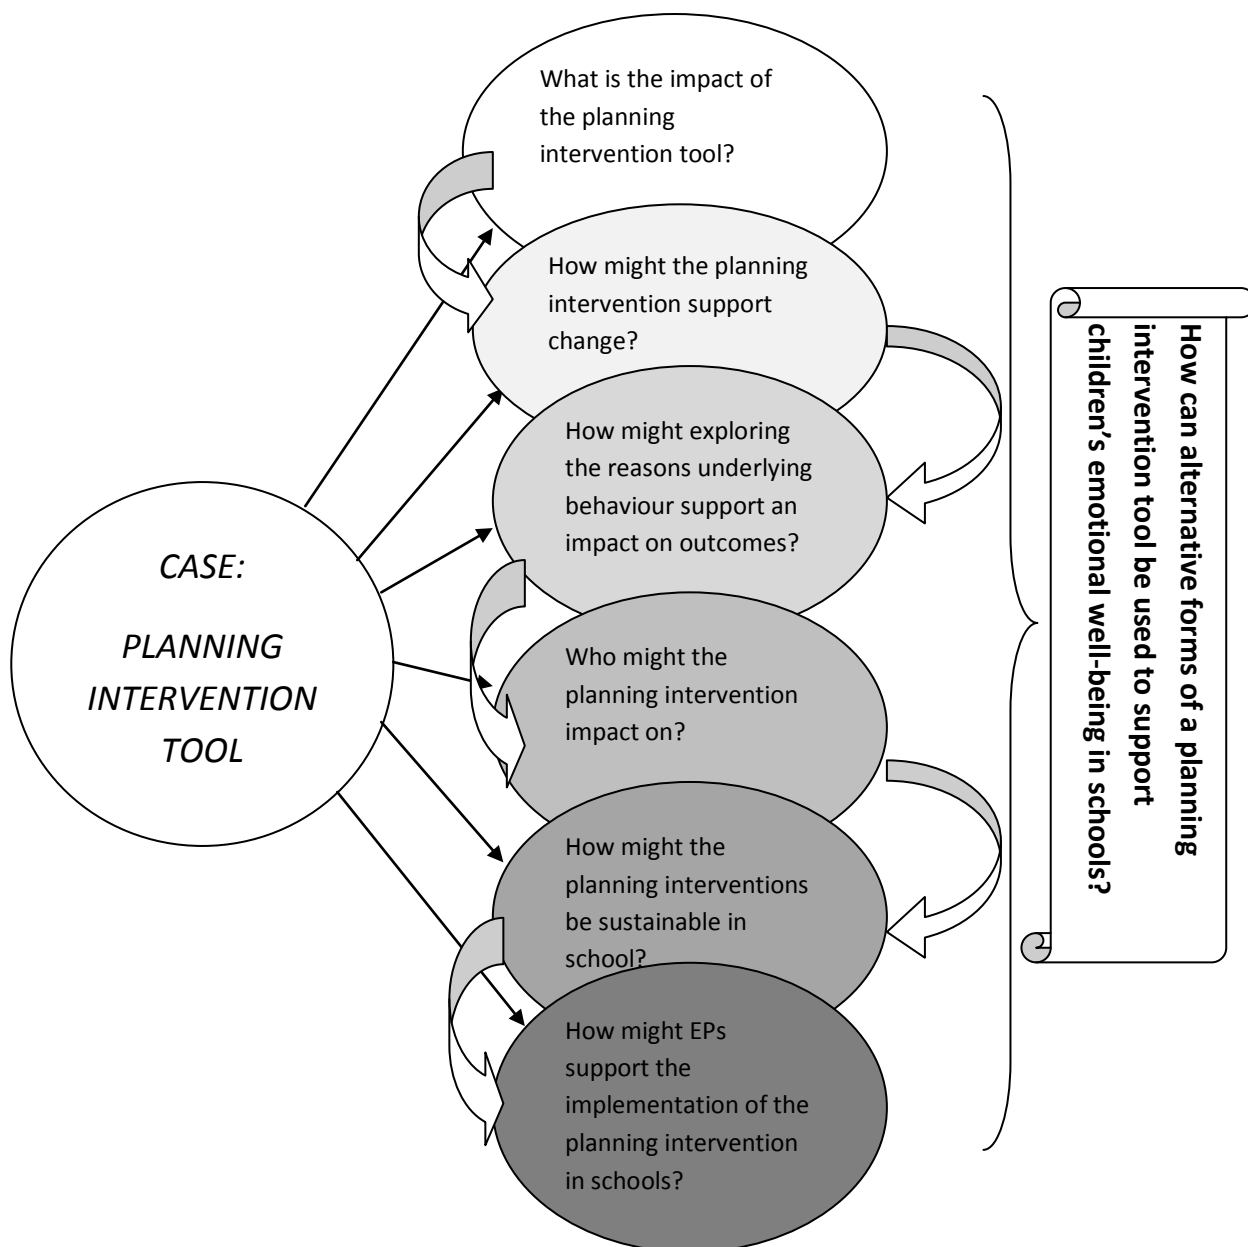 What is the impact of
the planning
intervention tool?
How might the planning
intervention support
change?
How might exploring
the reasons underlying
behaviour support an
impact on outcomes?
CASE:
PLANNING
INTERVENTION
TOOL
Who might the
planning intervention
impact on?
How might the
planning interventions
be sustainable in
school?
How might EPs
support the
implementation of the
planning intervention
in schools?
How can alternative forms of a planning
intervention tool be used to support
children’s emotional well-being in schools?